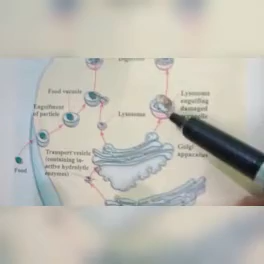 Digestion
Food vacuole
Lysosome
engulfing
damaged
Engulfment
of particle
Lysosome
Golgi
apparatus
Transport vesicle
(containing in-
active hydrolytic
enzymes)
Food